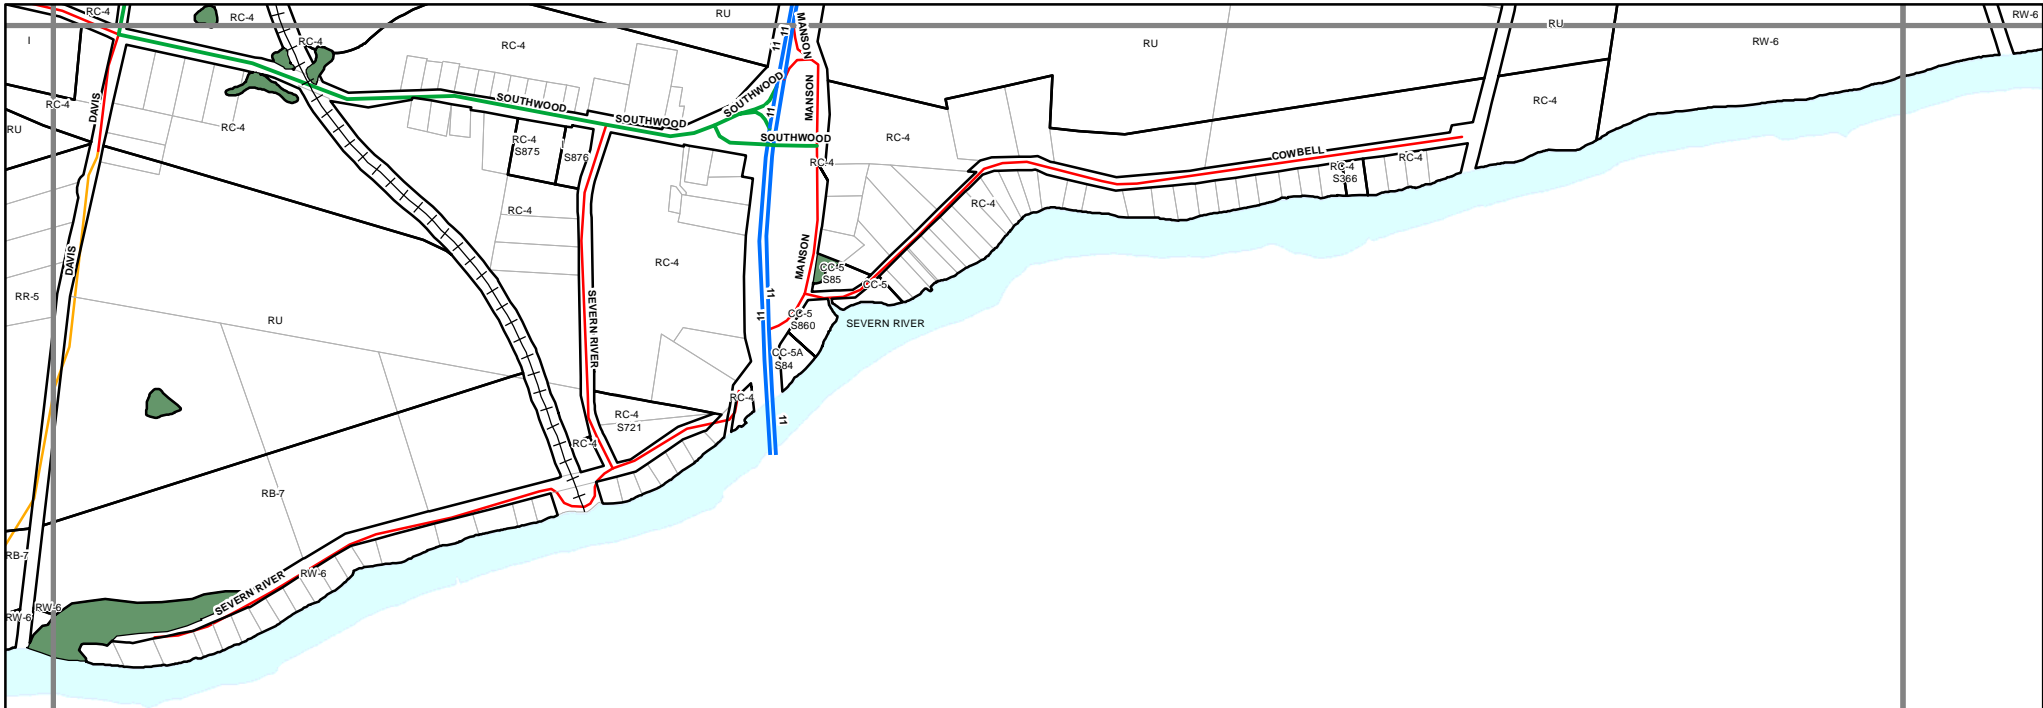 RC-4
RC-4
RU
RU
RW-6
I
RC-4
RC-4
RU
RW-6
MANSON
11
11
SOUTHWOOD
MANSON
RC-4
DAVIS
RC-4
SOUTHWOOD
11
RC-4
RU
RC-4
SOUTHWOOD
SOUTHWOOD
RC-4
RC-4
S875
I
S876
RC-4
COWBELL
RC-4
RC-4
S366
RC-4
RC-4
DAVIS
RC-4
MANSON
CC-5
S85
CC-5
RR-5
RU
SEVERN RIVER
11
11
CC-5
S860
SEVERN RIVER
CC-5A
S84
RC-4
RC-4
S721
11
RC-4
RB-7
RB-7
SEVERN RIVER
RW-6
RW-6
RW-6